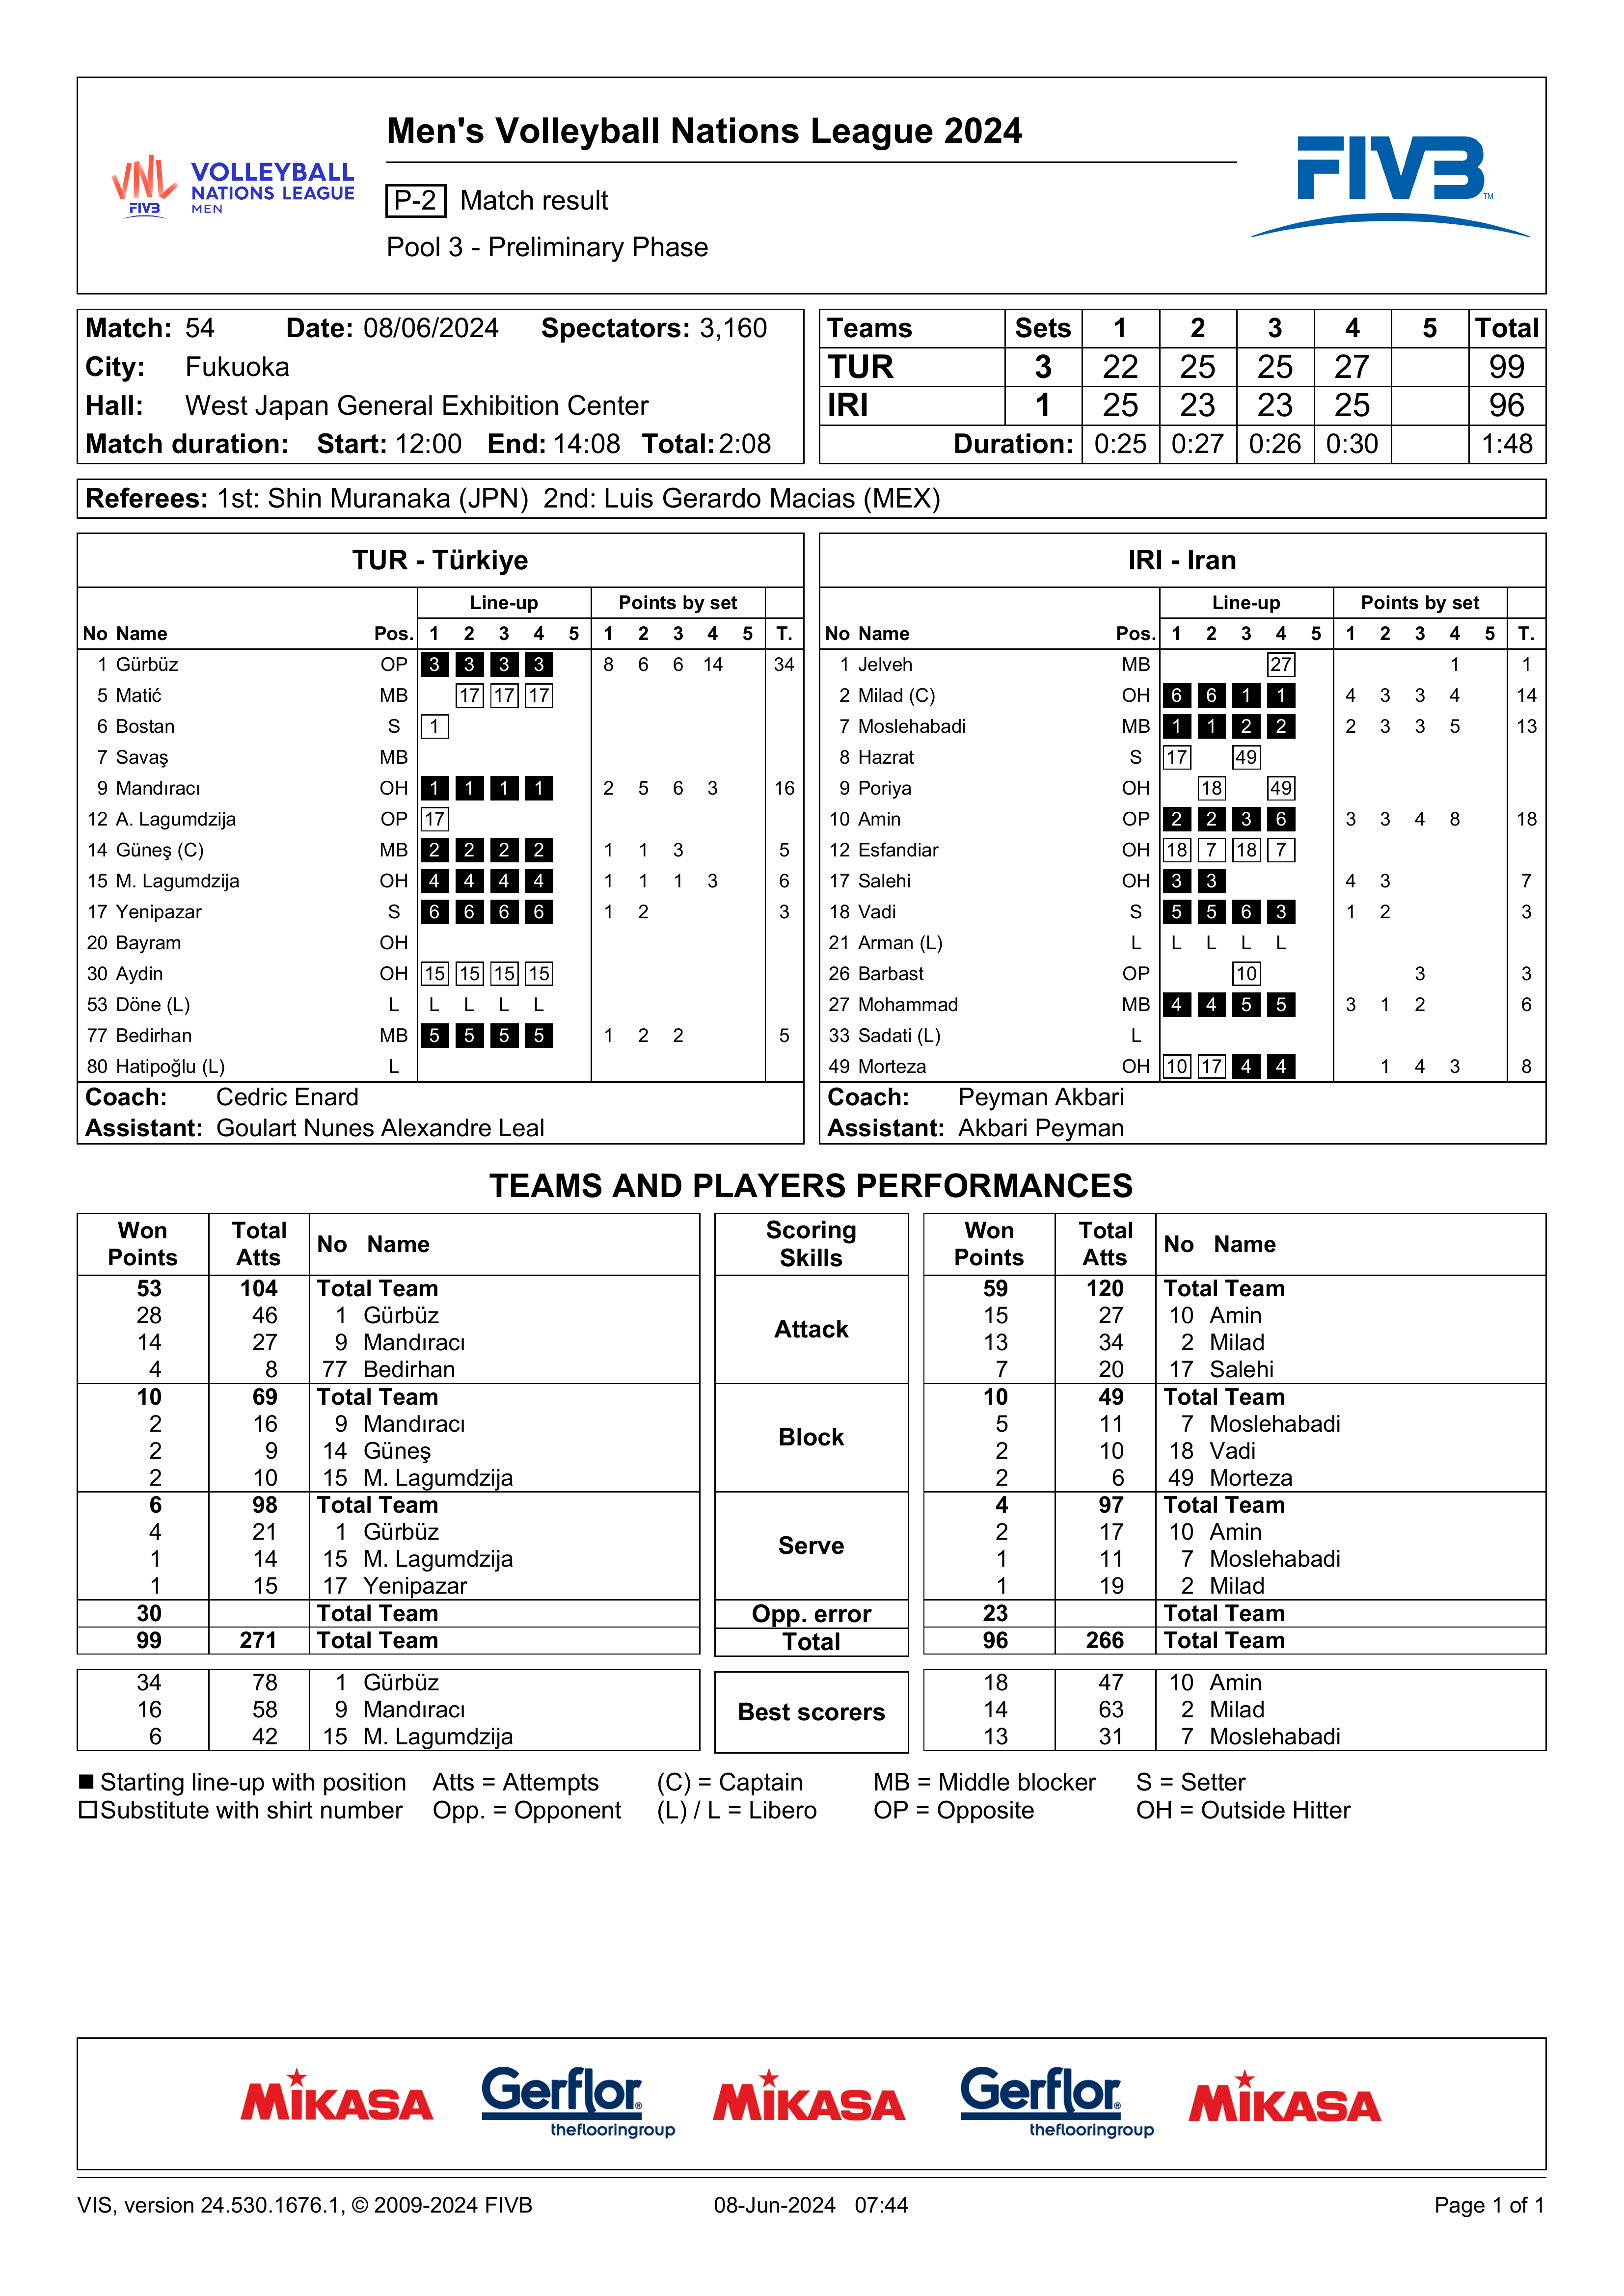 Men's Volleyball Nations League 2024
VNL FIVB VOLLEYBALL NATIONS LEAGUE MEN
P-2 Match result
Pool 3 - Preliminary Phase
FIVB TM
Match: 54 Date: 08/06/2024 Spectators: 3,160
City: Fukuoka
Hall: West Japan General Exhibition Center
Match duration: Start: 12:00 End: 14:08 Total: 2:08
Teams Sets 1 2 3 4 5 Total
TUR 3 22 25 25 27 99
IRI 1 25 23 23 25 96
Duration: 0:25 0:27 0:26 0:30 1:48
Referees: 1st: Shin Muranaka (JPN) 2nd: Luis Gerardo Macias (MEX)
TUR - Türkiye
Line-up Points by set
No Name Pos. 1 2 3 4 5 1 2 3 4 5 T.
1 Gürbüz OP 3 3 3 3 8 6 6 14 34
5 Matić MB 17 17 17
6 Bostan S 1
7 Savaş MB
9 Mandıracı OH 1 1 1 1 2 5 6 3 16
12 A. Lagumdzija OP 17
14 Güneş (C) MB 2 2 2 2 1 1 3 5
15 M. Lagumdzija OH 4 4 4 4 1 1 1 3 6
17 Yenipazar S 6 6 6 6 1 2 3
20 Bayram OH
30 Aydin OH 15 15 15 15
53 Döne (L) L L L L L
77 Bedirhan MB 5 5 5 5 1 2 2 5
80 Hatipoğlu (L) L
Coach: Cedric Enard
Assistant: Goulart Nunes Alexandre Leal
IRI - Iran
Line-up Points by set
No Name Pos. 1 2 3 4 5 1 2 3 4 5 T.
1 Jelveh MB 27 1 1
2 Milad (C) OH 6 6 1 1 4 3 3 4 14
7 Moslehabadi MB 1 1 2 2 2 3 3 5 13
8 Hazrat S 17 49
9 Poriya OH 18 49
10 Amin OP 2 2 3 6 3 3 4 8 18
12 Esfandiar OH 18 7 18 7
17 Salehi OH 3 3 4 3 7
18 Vadi S 5 5 6 3 1 2 3
21 Arman (L) L L L L L
26 Barbast OP 10 3 3
27 Mohammad MB 4 4 5 5 3 1 2 6
33 Sadati (L) L
49 Morteza OH 10 17 4 4 1 4 3 8
Coach: Peyman Akbari
Assistant: Akbari Peyman
TEAMS AND PLAYERS PERFORMANCES
Won Points Total Atts No Name Scoring Skills Won Points Total Atts No Name
53 104 Total Team Attack 59 120 Total Team
28 46 1 Gürbüz 15 27 10 Amin
14 27 9 Mandıracı 13 34 2 Milad
4 8 77 Bedirhan 7 20 17 Salehi
10 69 Total Team Block 10 49 Total Team
2 16 9 Mandıracı 5 11 7 Moslehabadi
2 9 14 Güneş 2 10 18 Vadi
2 10 15 M. Lagumdzija 2 6 49 Morteza
6 98 Total Team Serve 4 97 Total Team
4 21 1 Gürbüz 2 17 10 Amin
1 14 15 M. Lagumdzija 1 11 7 Moslehabadi
1 15 17 Yenipazar 1 19 2 Milad
30 Total Team Opp. error 23 Total Team
99 271 Total Team Total 96 266 Total Team
34 78 1 Gürbüz Best scorers 18 47 10 Amin
16 58 9 Mandıracı 14 63 2 Milad
6 42 15 M. Lagumdzija 13 31 7 Moslehabadi
Starting line-up with position Atts = Attempts (C) = Captain MB = Middle blocker S = Setter
Substitute with shirt number Opp. = Opponent (L) / L = Libero OP = Opposite OH = Outside Hitter
MIKASA Gerflor® theflooringgroup MIKASA Gerflor® theflooringgroup MIKASA
VIS, version 24.530.1676.1, © 2009-2024 FIVB 08-Jun-2024 07:44 Page 1 of 1